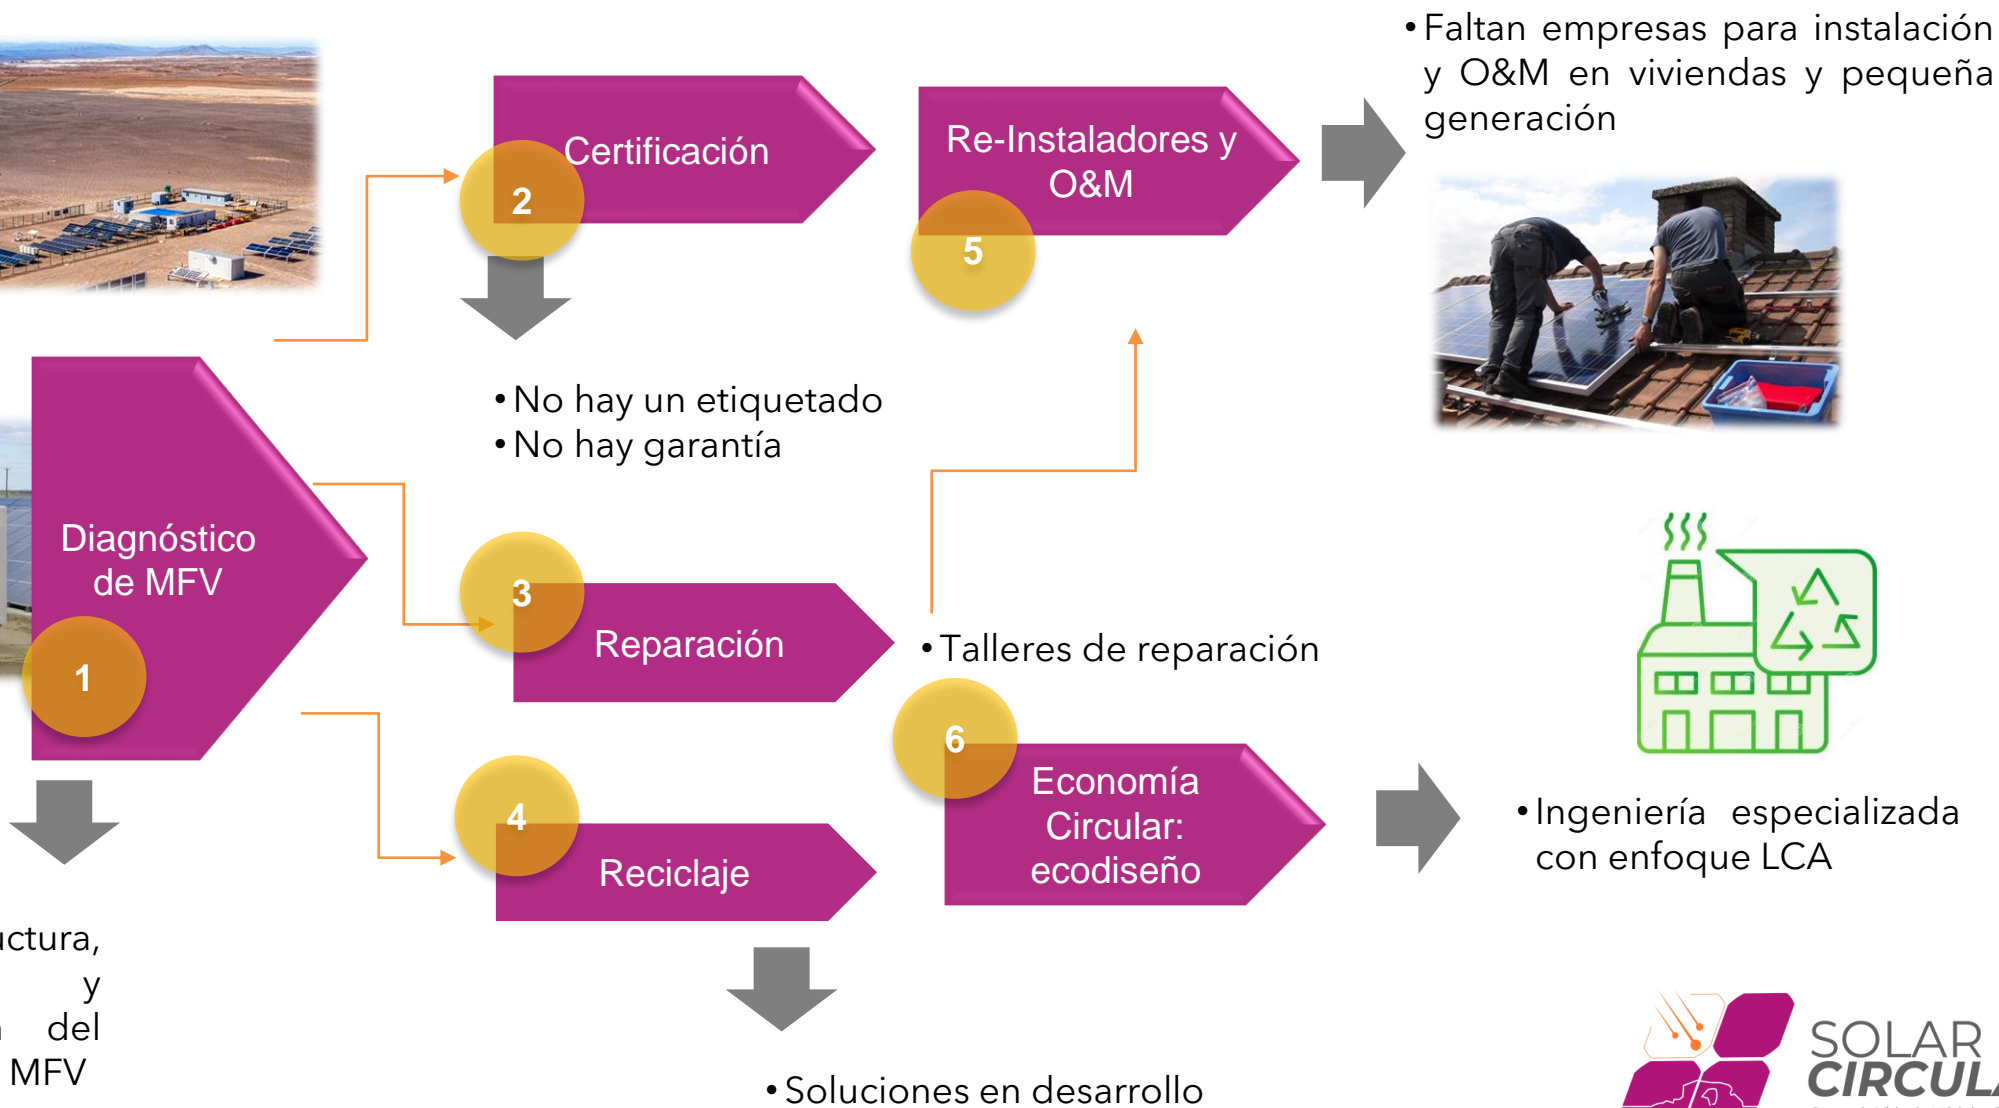 • Faltan empresas para instalación
y O&M en viviendas y pequeña
generación
Certificación
2
Re-Instaladores y
O&M
5
• No hay un etiquetado
• No hay garantía
Diagnóstico
de MFV
1
3
Reparación
• Talleres de reparación
4
Reciclaje
6
Economía
Circular:
ecodiseño
• Ingeniería especializada
con enfoque LCA
y
del
MFV
• Soluciones en desarrollo
SOLAR